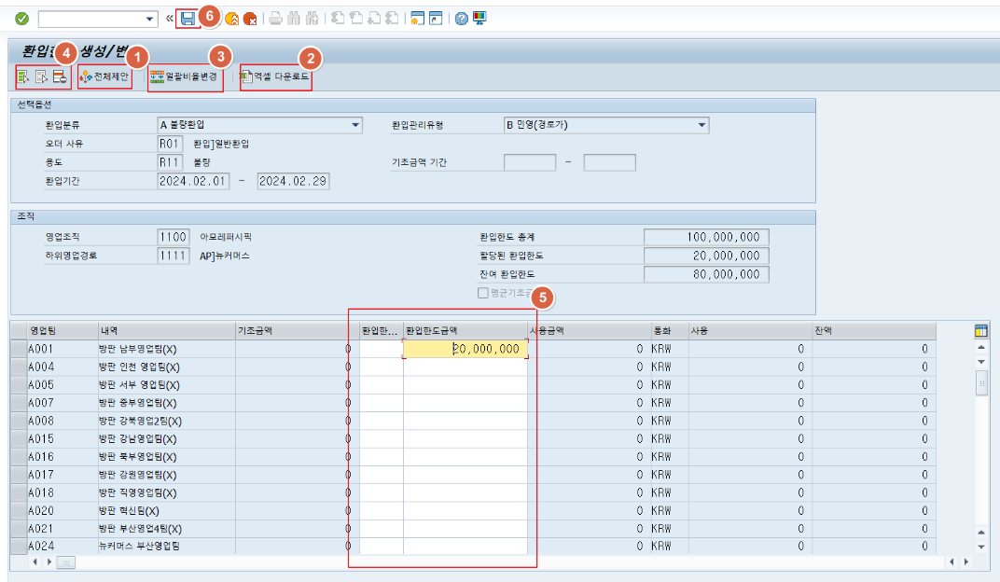 6
환입한 생성/변
4
1
3
2
전체제안
일괄비율변경
엑셀 다운로드
선택옵션
환입분류 A 불량환입 환입관리유형 B 민영(경로가)
오더 사유 R01 환입]일반환입
용도 R11 불량 기초금액 기간 ~
환입기간 2024.02.01 ~ 2024.02.29
조직
영업조직 1100 아모레퍼시픽 환입한도 총계 100,000,000
하위영업경로 1111 AP]뉴커머스 할당된 환입한도 20,000,000
잔여 환입한도 80,000,000
평균기초금
5
영업팀 내역 기초금액 환입한... 환입한도금액 사용금액 통화 사용 잔액
A001 방판 남부영업팀(X) 0 20,000,000 0 KRW 0 0
A004 방판 인천 영업팀(X) 0 0 KRW 0 0
A005 방판 서부 영업팀(X) 0 0 KRW 0 0
A007 방판 중부영업팀(X) 0 0 KRW 0 0
A008 방판 강북영업2팀(X) 0 0 KRW 0 0
A015 방판 강남영업팀(X) 0 0 KRW 0 0
A016 방판 북부영업팀(X) 0 0 KRW 0 0
A017 방판 강원영업팀(X) 0 0 KRW 0 0
A018 방판 직영영업팀(X) 0 0 KRW 0 0
A020 방판 혁신팀(X) 0 0 KRW 0 0
A021 방판 부산영업4팀(X) 0 0 KRW 0 0
A024 뉴커머스 부산영업팀 0 0 KRW 0 0